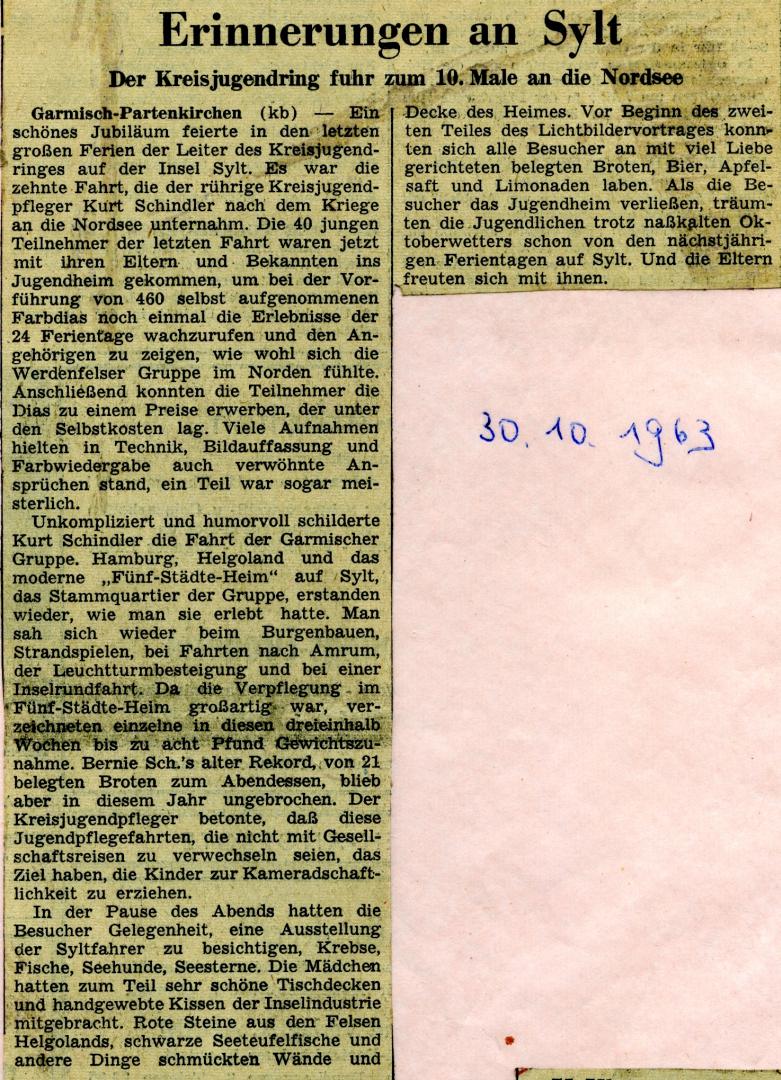 Erinnerungen an Sylt
Der Kreisjugendring fuhr zum 10. Male an die Nordsee
Garmisch-Partenkirchen (kb) — Ein
schönes Jubiläum feierte in den letzten
großen Ferien der Leiter des Kreisjugend-
ringes auf der Insel Sylt. Es war die
zehnte Fahrt, die der rührige Kreisjugend-
pfleger Kurt Schindler nach dem Kriege
an die Nordsee unternahm. Die 40 jungen
Teilnehmer der letzten Fahrt waren jetzt
mit ihren Eltern und Bekannten ins
Jugendheim gekommen, um bei der Vor-
führung von 460 selbst aufgenommenen
Farbdias noch einmal die Erlebnisse der
24 Ferientage wachzurufen und den An-
gehörigen zu zeigen, wie wohl sich die
Werdenfelser Gruppe im Norden fühlte.
Anschließend konnten die Teilnehmer die
Dias zu einem Preise erwerben, der unter
den Selbstkosten lag. Viele Aufnahmen
hielten in Technik, Bildauffassung und
Farbwiedergabe auch verwöhnte An-
sprüchen stand, ein Teil war sogar mei-
sterlich.
Unkompliziert und humorvoll schilderte
Kurt Schindler die Fahrt der Garmischer
Gruppe. Hamburg, Helgoland und das
moderne „Fünf-Städte-Heim“ auf Sylt,
das Stammquartier der Gruppe, erstanden
wieder, wie man sie erlebt hatte. Man
sah sich wieder beim Burgenbauen,
Strandspielen, bei Fahrten nach Amrum,
der Leuchtturmbesteigung und bei einer
Inselrundfahrt. Da die Verpflegung im
Fünf-Städte-Heim großartig war, ver-
zeichneten einzelne in diesen dreieinhalb
Wochen bis zu acht Pfund Gewichtszu-
nahme. Bernie Sch.'s alter Rekord, von 21
belegten Broten zum Abendessen, blieb
aber in diesem Jahr ungebrochen. Der
Kreisjugendpfleger betonte, daß diese
Jugendpflegefahrten, die nicht mit Gesell-
schaftsreisen zu verwechseln seien, das
Ziel haben, die Kinder zur Kameradschaft-
lichkeit zu erziehen.
In der Pause des Abends hatten die
Besucher Gelegenheit, eine Ausstellung
der Syltfahrer zu besichtigen, Krebse,
Fische, Seehunde, Seesterne. Die Mädchen
hatten zum Teil sehr schöne Tischdecken
und handgewebte Kissen der Inselindustrie
mitgebracht. Rote Steine aus den Felsen
Helgolands, schwarze Seeteufelfische und
andere Dinge schmückten Wände und
Decke des Heimes. Vor Beginn des zwei-
ten Teiles des Lichtbildervortrages konn-
ten sich alle Besucher an mit viel Liebe
gerichteten belegten Broten, Bier, Apfel-
saft und Limonaden laben. Als die Be-
sucher das Jugendheim verließen, träum-
ten die Jugendlichen trotz naßkalten Ok-
toberwetters schon von den nächstjähri-
gen Ferientagen auf Sylt. Und die Eltern
freuten sich mit ihnen.
30. 10. 1963